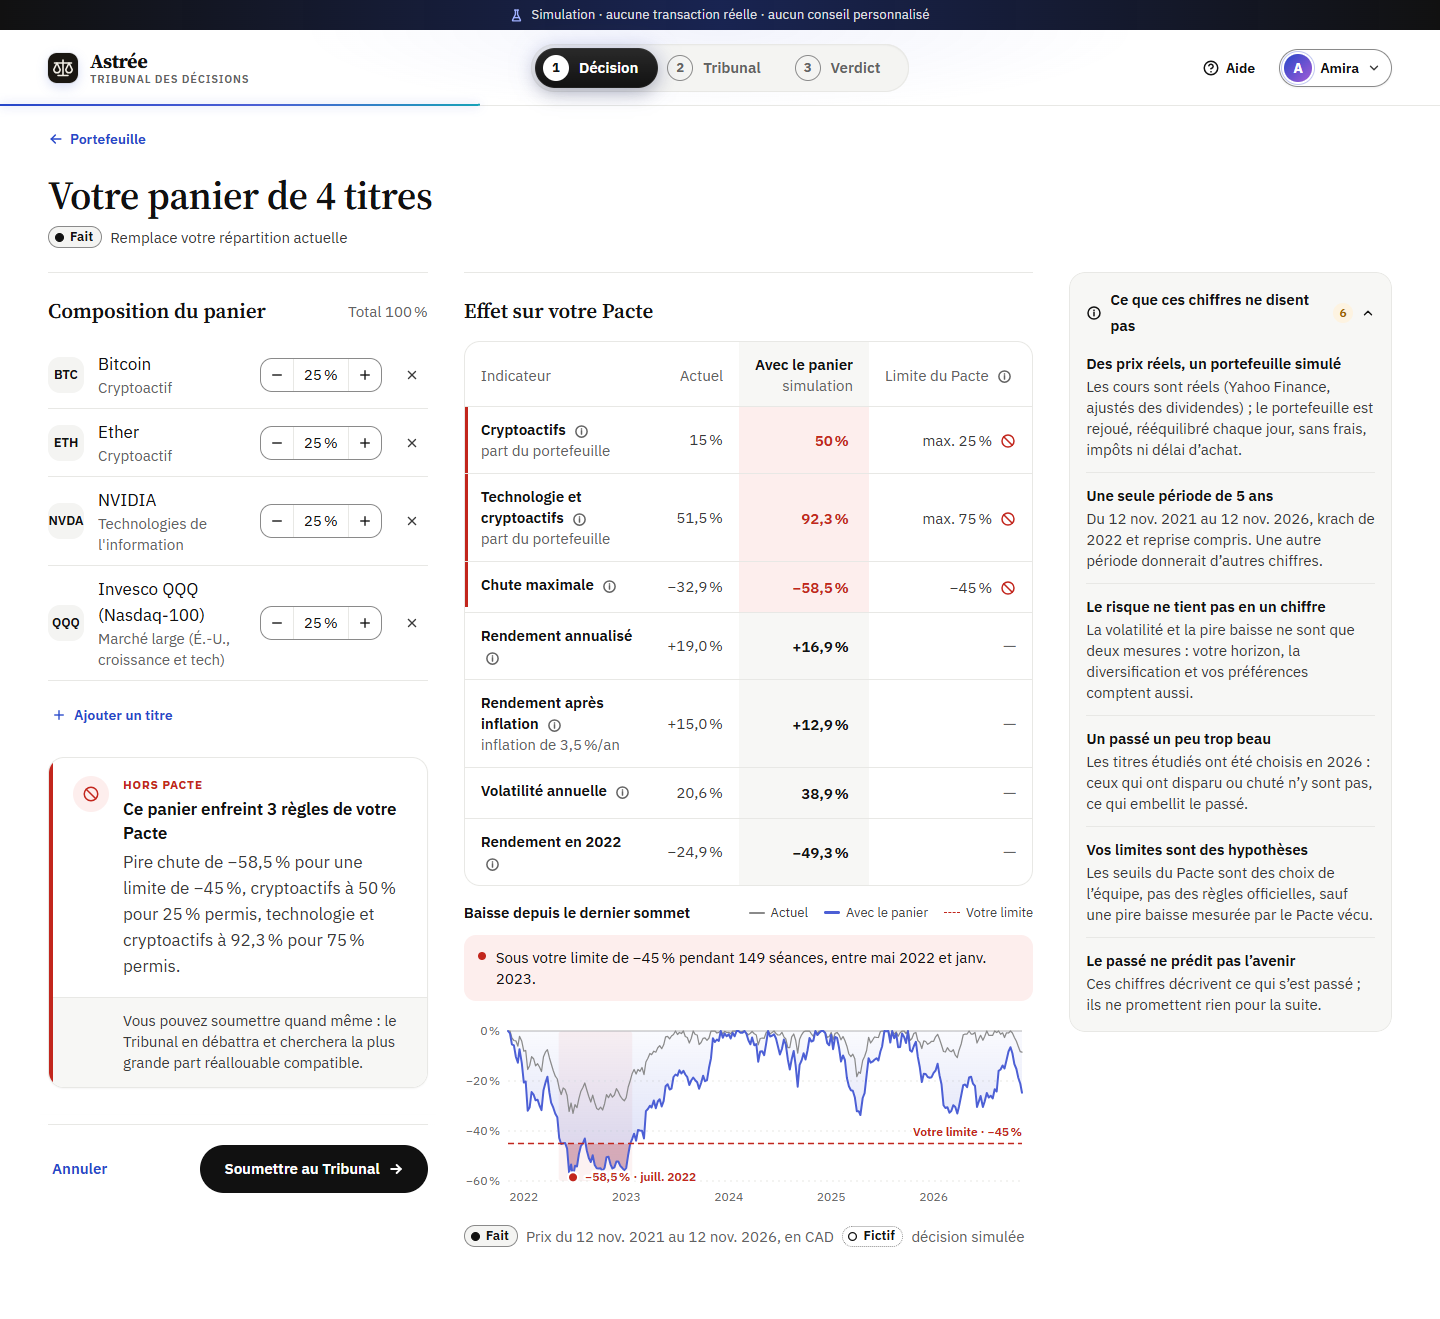 Simulation · aucune transaction réelle · aucun conseil personnalisé
Astrée
TRIBUNAL DES DÉCISIONS
1 Décision
2 Tribunal
3 Verdict
Aide
A Amira
← Portefeuille
Votre panier de 4 titres
Fait Remplace votre répartition actuelle
Composition du panier Total 100 %
BTC Bitcoin
Cryptoactif
− 25 % + ×
ETH Ether
Cryptoactif
− 25 % + ×
NVDA NVIDIA
Technologies de
l'information
− 25 % + ×
QQQ Invesco QQQ
(Nasdaq-100)
Marché large (É.-U.,
croissance et tech)
− 25 % + ×
+ Ajouter un titre
HORS PACTE
Ce panier enfreint 3 règles de votre
Pacte
Pire chute de −58,5 % pour une
limite de −45 %, cryptoactifs à 50 %
pour 25 % permis, technologie et
cryptoactifs à 92,3 % pour 75 %
permis.
Vous pouvez soumettre quand même : le
Tribunal en débattra et cherchera la plus
grande part réallouable compatible.
Annuler
Soumettre au Tribunal →
Effet sur votre Pacte
Indicateur Actuel Avec le panier
simulation
Limite du Pacte
Cryptoactifs
part du portefeuille
15 % 50 % max. 25 %
Technologie et
cryptoactifs
part du portefeuille
51,5 % 92,3 % max. 75 %
Chute maximale −32,9 % −58,5 % −45 %
Rendement annualisé
+19,0 % +16,9 % —
Rendement après
inflation
inflation de 3,5 %/an
+15,0 % +12,9 % —
Volatilité annuelle 20,6 % 38,9 % —
Rendement en 2022
−24,9 % −49,3 % —
Baisse depuis le dernier sommet Actuel Avec le panier Votre limite
Sous votre limite de −45 % pendant 149 séances, entre mai 2022 et janv.
2023.
0 %
−20 %
−40 %
−60 %
Votre limite · −45 %
−58,5 % · juill. 2022
2022 2023 2024 2025 2026
Fait Prix du 12 nov. 2021 au 12 nov. 2026, en CAD Fictif décision simulée
Ce que ces chiffres ne disent
pas
6
Des prix réels, un portefeuille simulé
Les cours sont réels (Yahoo Finance,
ajustés des dividendes) ; le portefeuille est
rejoué, rééquilibré chaque jour, sans frais,
impôts ni délai d’achat.
Une seule période de 5 ans
Du 12 nov. 2021 au 12 nov. 2026, krach de
2022 et reprise compris. Une autre
période donnerait d’autres chiffres.
Le risque ne tient pas en un chiffre
La volatilité et la pire baisse ne sont que
deux mesures : votre horizon, la
diversification et vos préférences
comptent aussi.
Un passé un peu trop beau
Les titres étudiés ont été choisis en 2026 :
ceux qui ont disparu ou chuté n’y sont pas,
ce qui embellit le passé.
Vos limites sont des hypothèses
Les seuils du Pacte sont des choix de
l’équipe, pas des règles officielles, sauf
une pire baisse mesurée par le Pacte vécu.
Le passé ne prédit pas l’avenir
Ces chiffres décrivent ce qui s’est passé ;
ils ne promettent rien pour la suite.